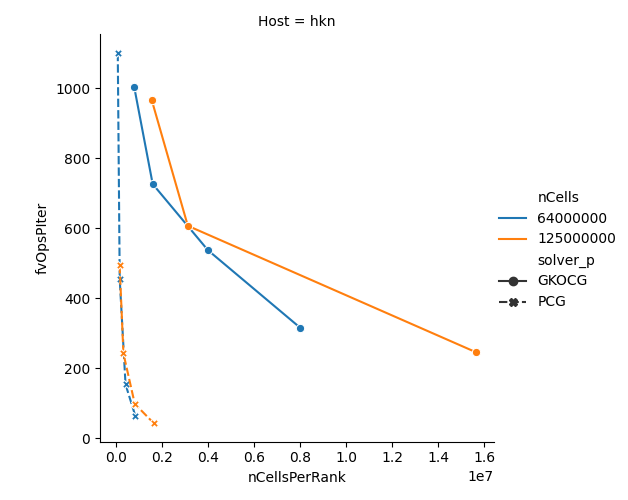 Host = hkn
fvOpsPIter
1000
800
600
400
200
0
0.0 0.2 0.4 0.6 0.8 1.0 1.2 1.4 1.6
1e7
nCellsPerRank
nCells
64000000
125000000
solver_p
GKOCG
PCG